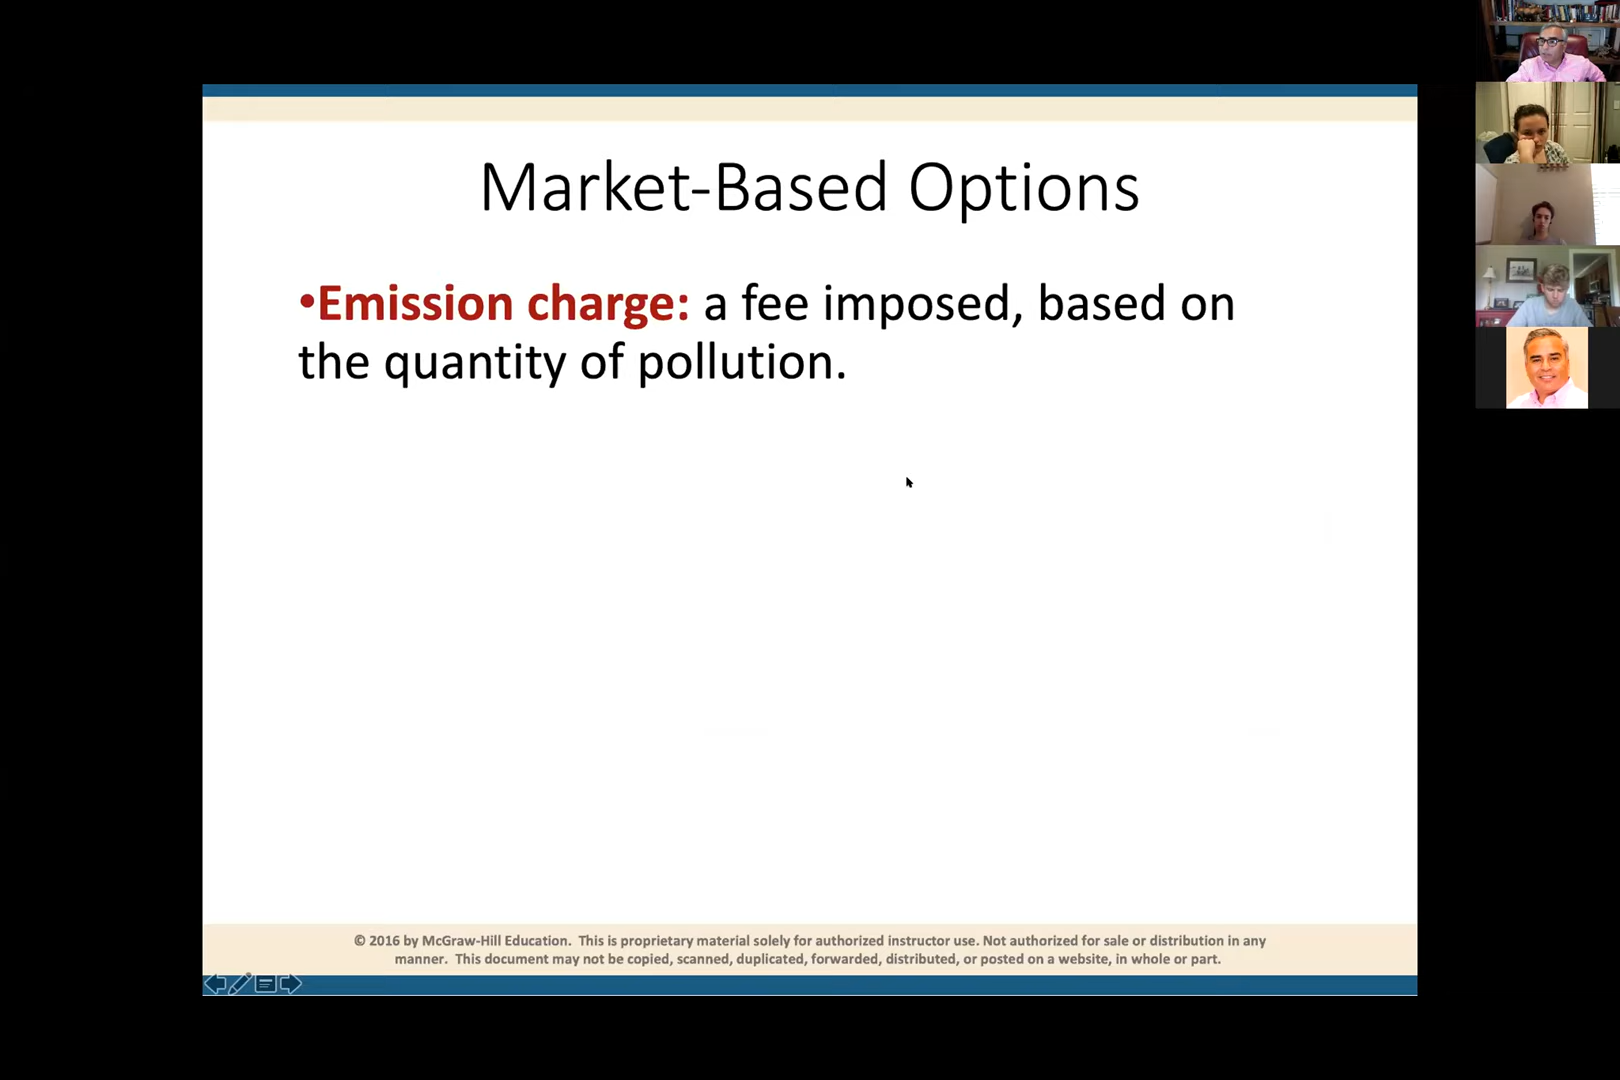 Market-Based Options
•Emission charge: a fee imposed, based on
the quantity of pollution.
© 2016 by McGraw-Hill Education.  This is proprietary material solely for authorized instructor use. Not authorized for sale or distribution in any
manner.  This document may not be copied, scanned, duplicated, forwarded, distributed, or posted on a website, in whole or part.